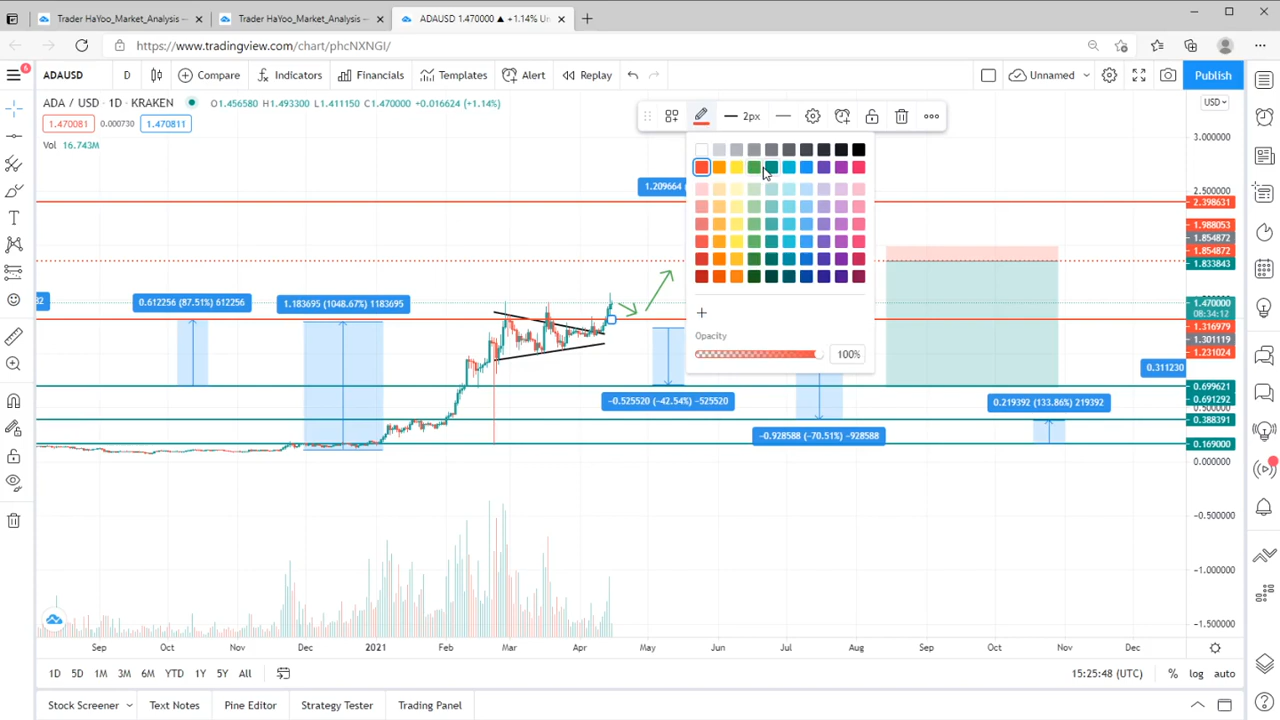 Trader HaYoo_Market_Analysis —
Trader HaYoo_Market_Analysis —
ADAUSD 1.470000 ▲ +1.14% Un
https://www.tradingview.com/chart/phcNXNGI/
6
ADAUSD
D
Compare
Indicators
Financials
Templates
Alert
Replay
Unnamed
Publish
ADA / USD · 1D · KRAKEN
O1.456580 H1.493300 L1.411150 C1.470000 +0.016624 (+1.14%)
1.470081
0.000730
1.470811
Vol 16.743M
2px
USD
3.000000
2.500000
1.209664
2.398631
1.988053
1.854872
1.854872
1.833843
1.470000
08:34:12
1.316979
1.301119
1.231024
0.612256 (87.51%) 612256
1.183695 (1048.67%) 1183695
Opacity
100%
0.311230
0.699621
0.691292
0.500000
0.388391
0.169000
−0.525520 (−42.54%) −525520
0.219392 (133.86%) 219392
−0.928588 (−70.51%) −928588
0.000000
−0.500000
−1.000000
−1.500000
Sep
Oct
Nov
Dec
2021
Feb
Mar
Apr
May
Jun
Jul
Aug
Sep
Oct
Nov
Dec
1D
5D
1M
3M
6M
YTD
1Y
5Y
All
15:25:48 (UTC)
%
log
auto
Stock Screener
Text Notes
Pine Editor
Strategy Tester
Trading Panel